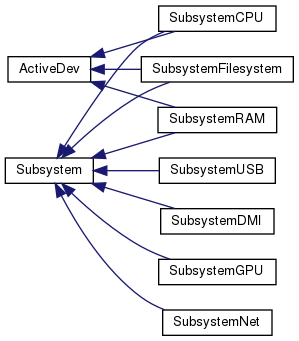 SubsystemCPU
ActiveDev
SubsystemFilesystem
SubsystemRAM
Subsystem
SubsystemUSB
SubsystemDMI
SubsystemGPU
SubsystemNet